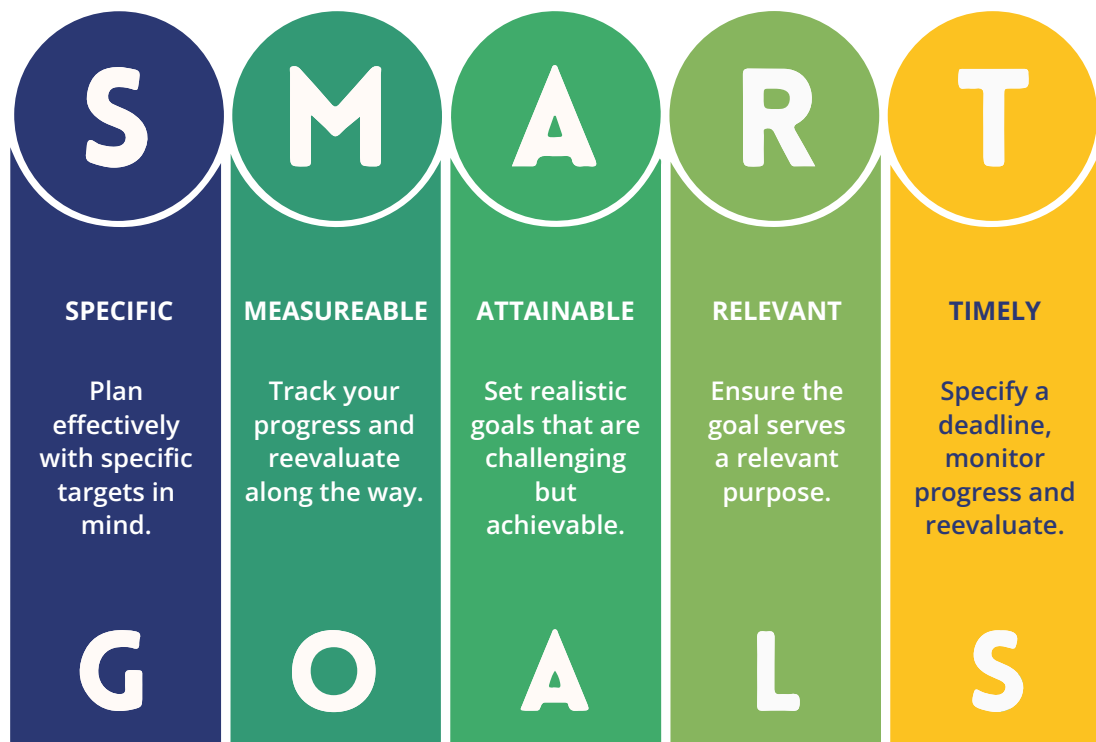 S M A R T
SPECIFIC
Plan
effectively
with specific
targets in
mind.
MEASUREABLE
Track your
progress and
reevaluate
along the way.
ATTAINABLE
Set realistic
goals that are
challenging
but
achievable.
RELEVANT
Ensure the
goal serves
a relevant
purpose.
TIMELY
Specify a
deadline,
monitor
progress and
reevaluate.
G O A L S